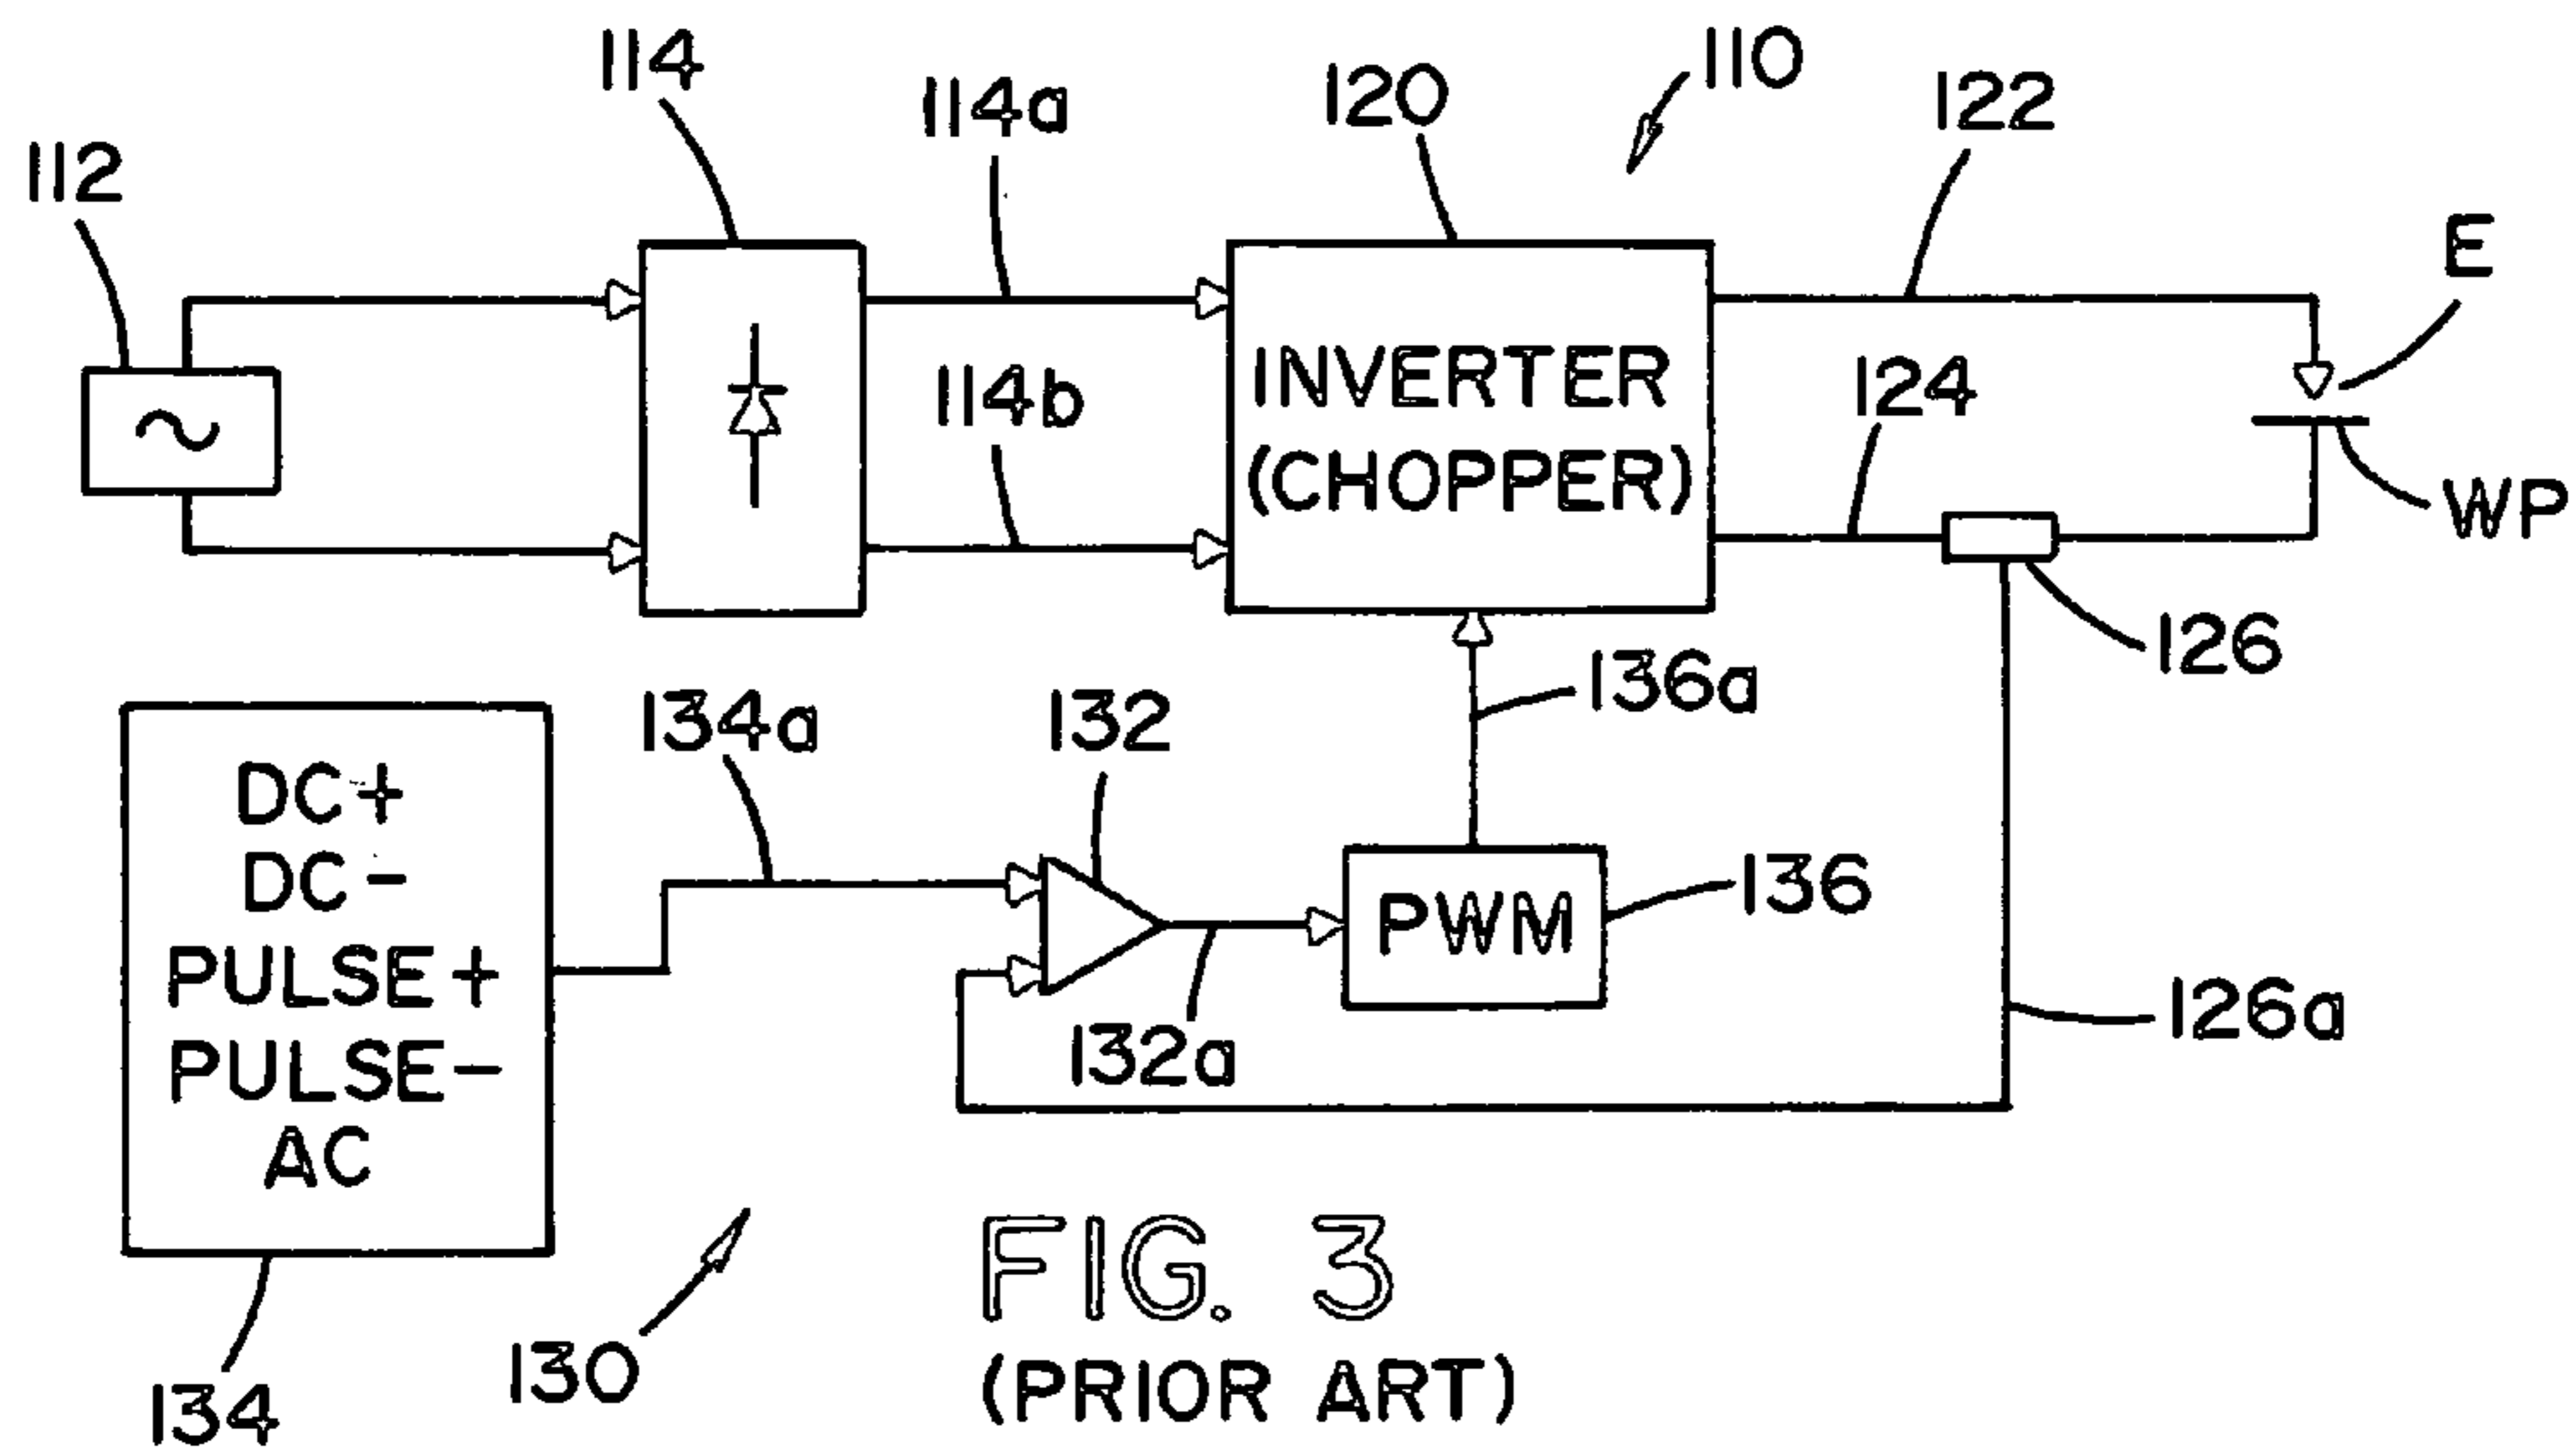 114
110
114a
120
122
112
E
114b
INVERTER
(CHOPPER)
124
WP
126
136a
134a
132
DC+
DC-
PULSE+
PULSE-
AC
PWM
136
126a
132a
FIG. 3
(PRIOR ART)
130
134